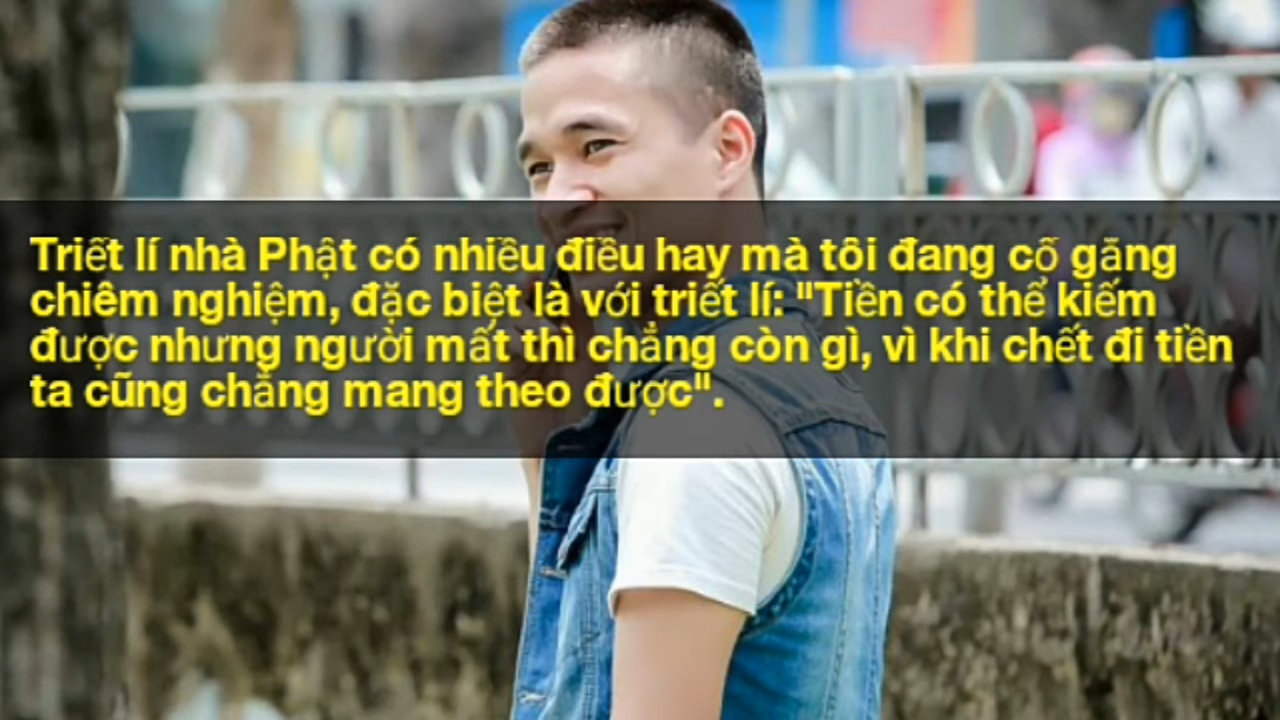 Triết lí nhà Phật có nhiều điều hay mà tôi đang cố gắng
chiêm nghiệm, đặc biệt là với triết lí: "Tiền có thể kiếm
được nhưng người mất thì chẳng còn gì, vì khi chết đi tiền
ta cũng chẳng mang theo được".